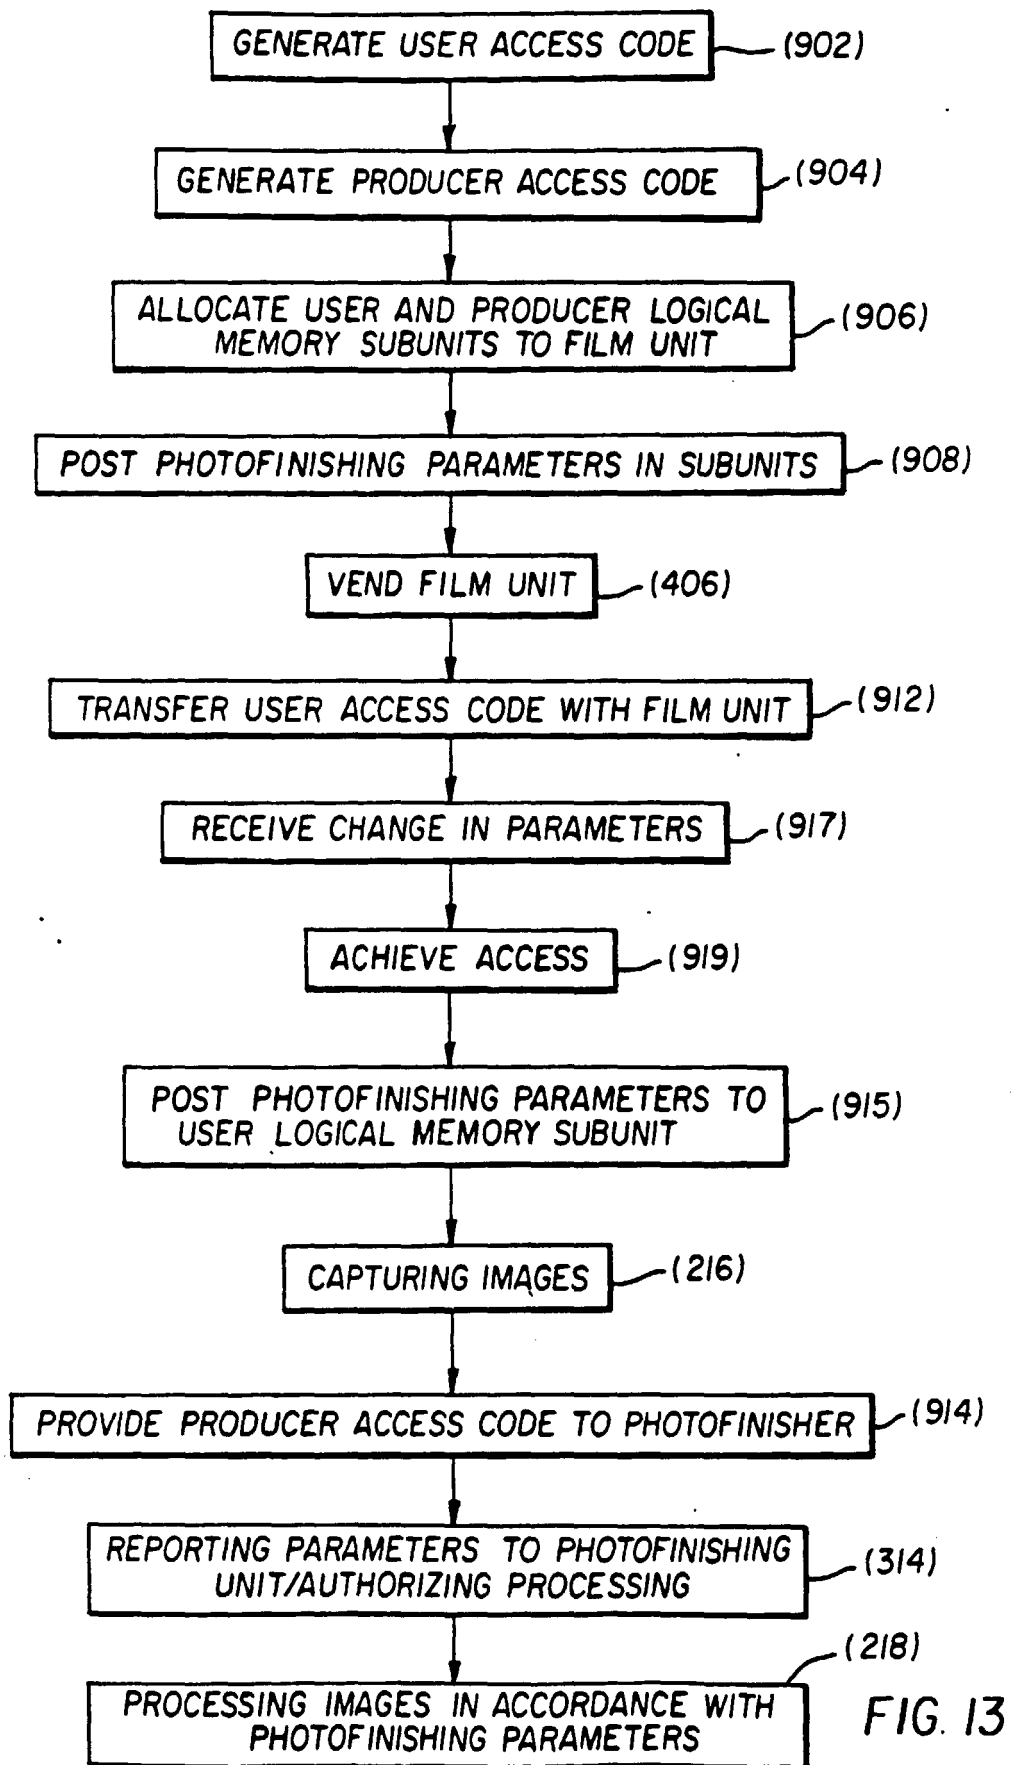 GENERATE USER ACCESS CODE (902)
GENERATE PRODUCER ACCESS CODE (904)
ALLOCATE USER AND PRODUCER LOGICAL
MEMORY SUBUNITS TO FILM UNIT (906)
POST PHOTOFINISHING PARAMETERS IN SUBUNITS (908)
VEND FILM UNIT (406)
TRANSFER USER ACCESS CODE WITH FILM UNIT (912)
RECEIVE CHANGE IN PARAMETERS (917)
ACHIEVE ACCESS (919)
POST PHOTOFINISHING PARAMETERS TO
USER LOGICAL MEMORY SUBUNIT (915)
CAPTURING IMAGES (216)
PROVIDE PRODUCER ACCESS CODE TO PHOTOFINISHER (914)
REPORTING PARAMETERS TO PHOTOFINISHING
UNIT/AUTHORIZING PROCESSING (314)
(218)
PROCESSING IMAGES IN ACCORDANCE WITH
PHOTOFINISHING PARAMETERS
FIG. 13